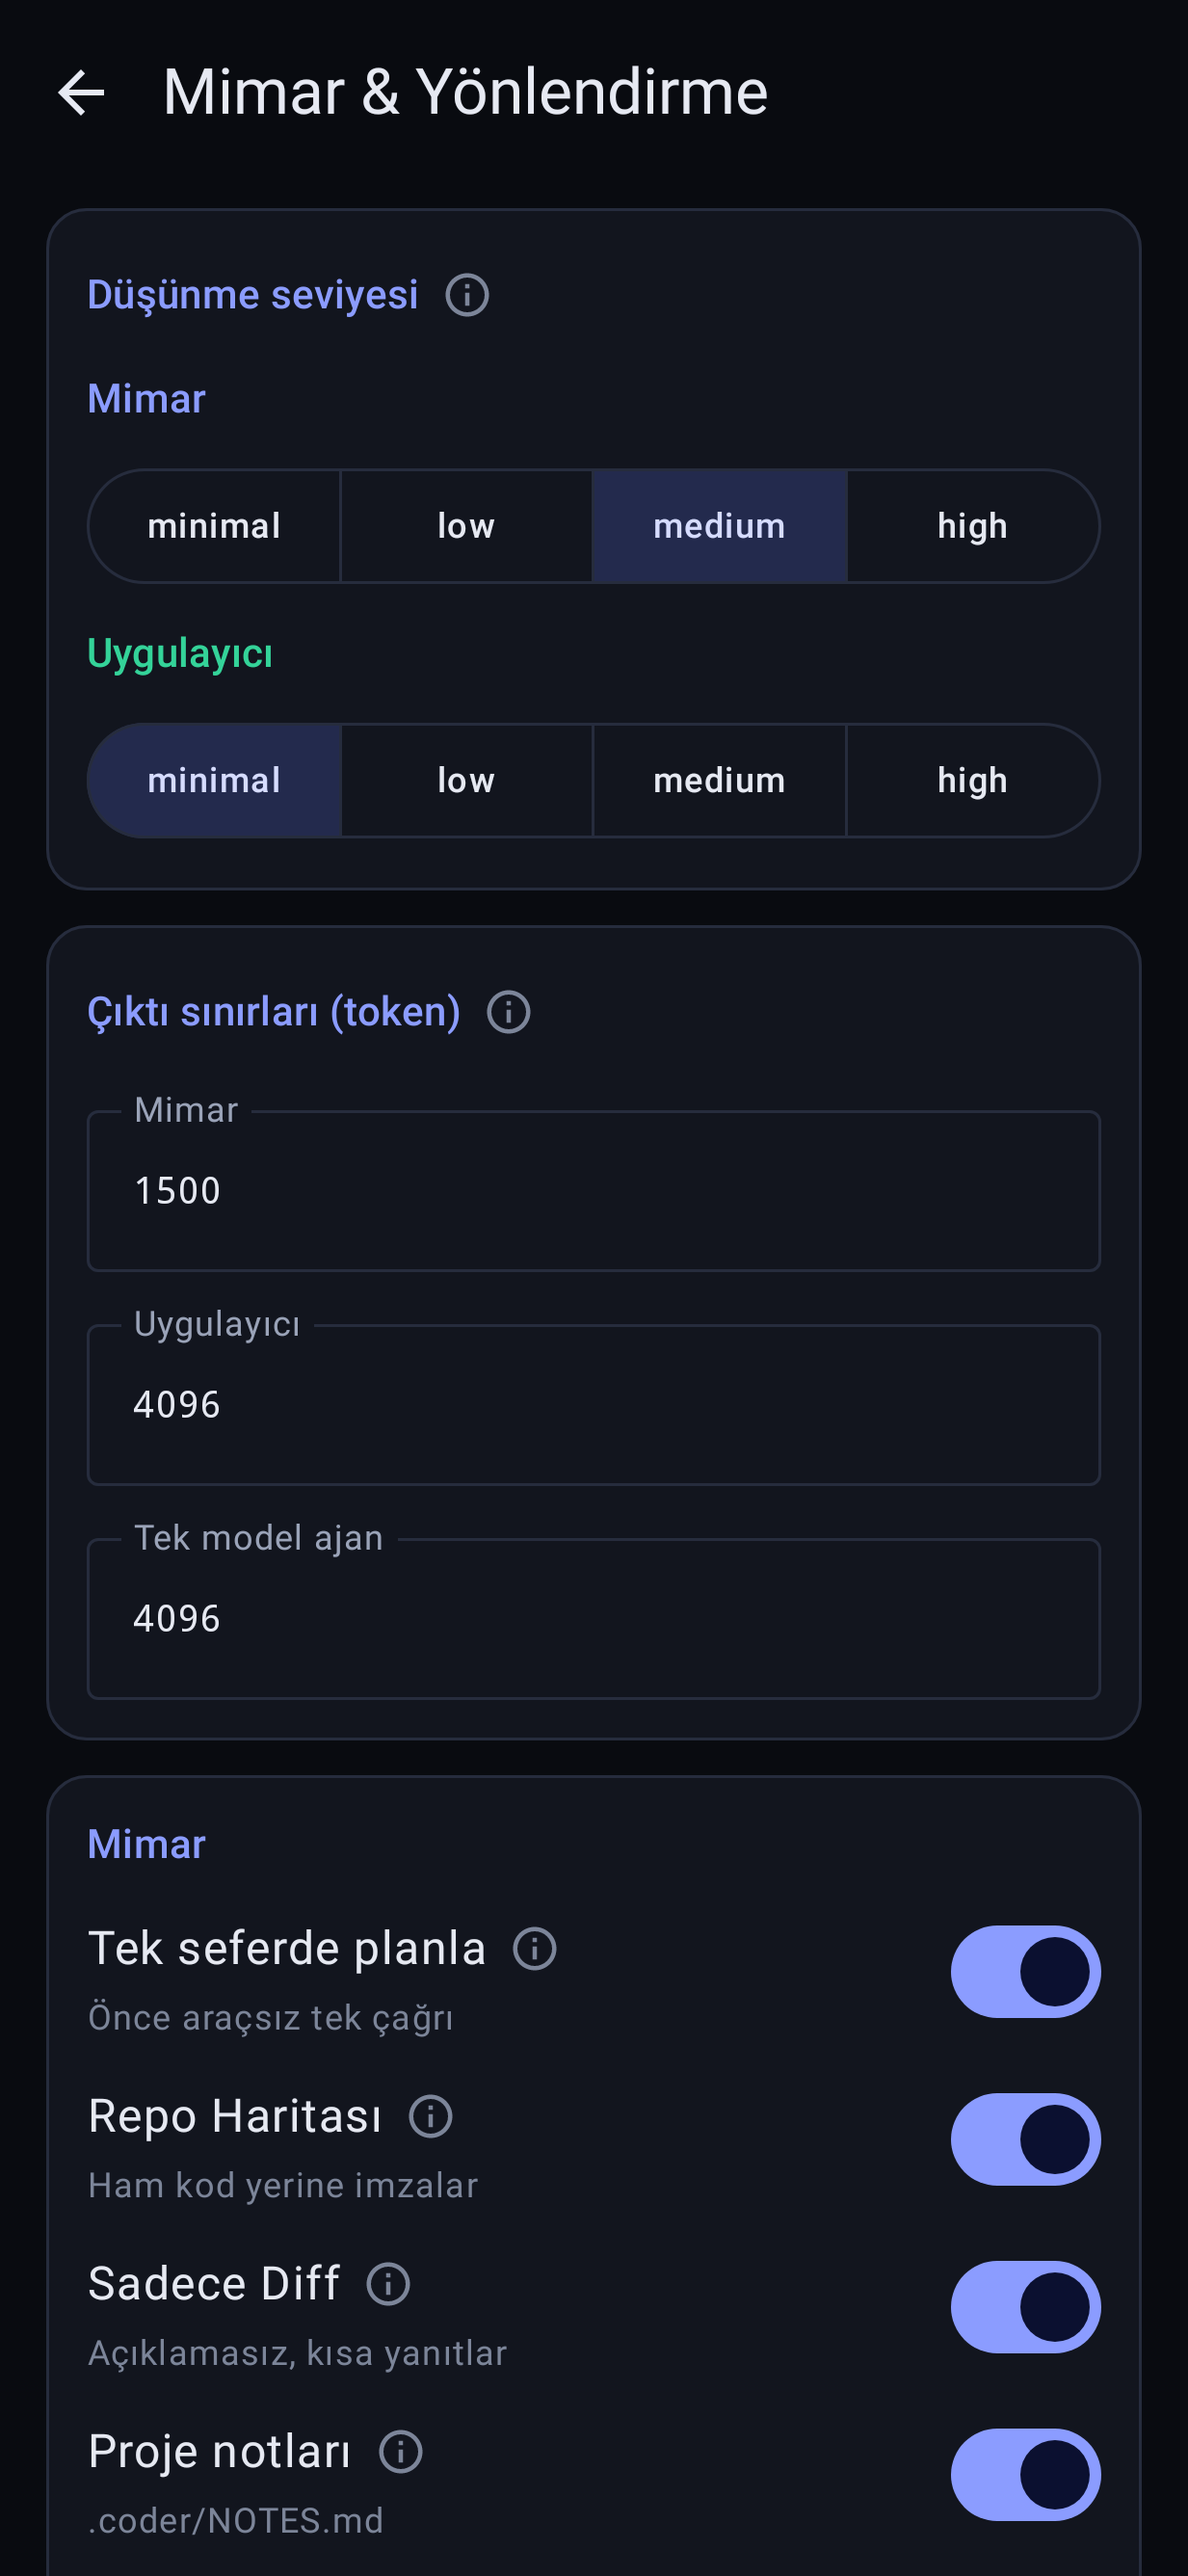 Mimar & Yönlendirme
Düşünme seviyesi
Mimar
minimal low medium high
Uygulayıcı
minimal low medium high
Çıktı sınırları (token)
Mimar
1500
Uygulayıcı
4096
Tek model ajan
4096
Mimar
Tek seferde planla
Önce araçsız tek çağrı
Repo Haritası
Ham kod yerine imzalar
Sadece Diff
Açıklamasız, kısa yanıtlar
Proje notları
.coder/NOTES.md